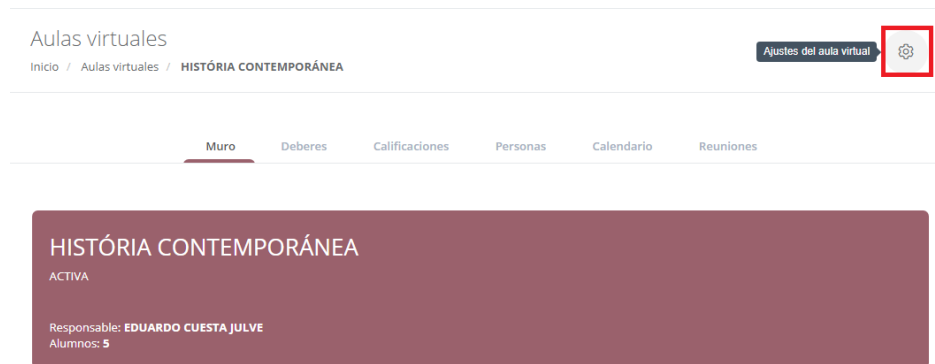 Aulas virtuales
Ajustes del aula virtual
Inicio / Aulas virtuales / HISTÓRIA CONTEMPORÁNEA
Muro Deberes Calificaciones Personas Calendario Reuniones
HISTÓRIA CONTEMPORÁNEA
ACTIVA
Responsable: EDUARDO CUESTA JULVE
Alumnos: 5